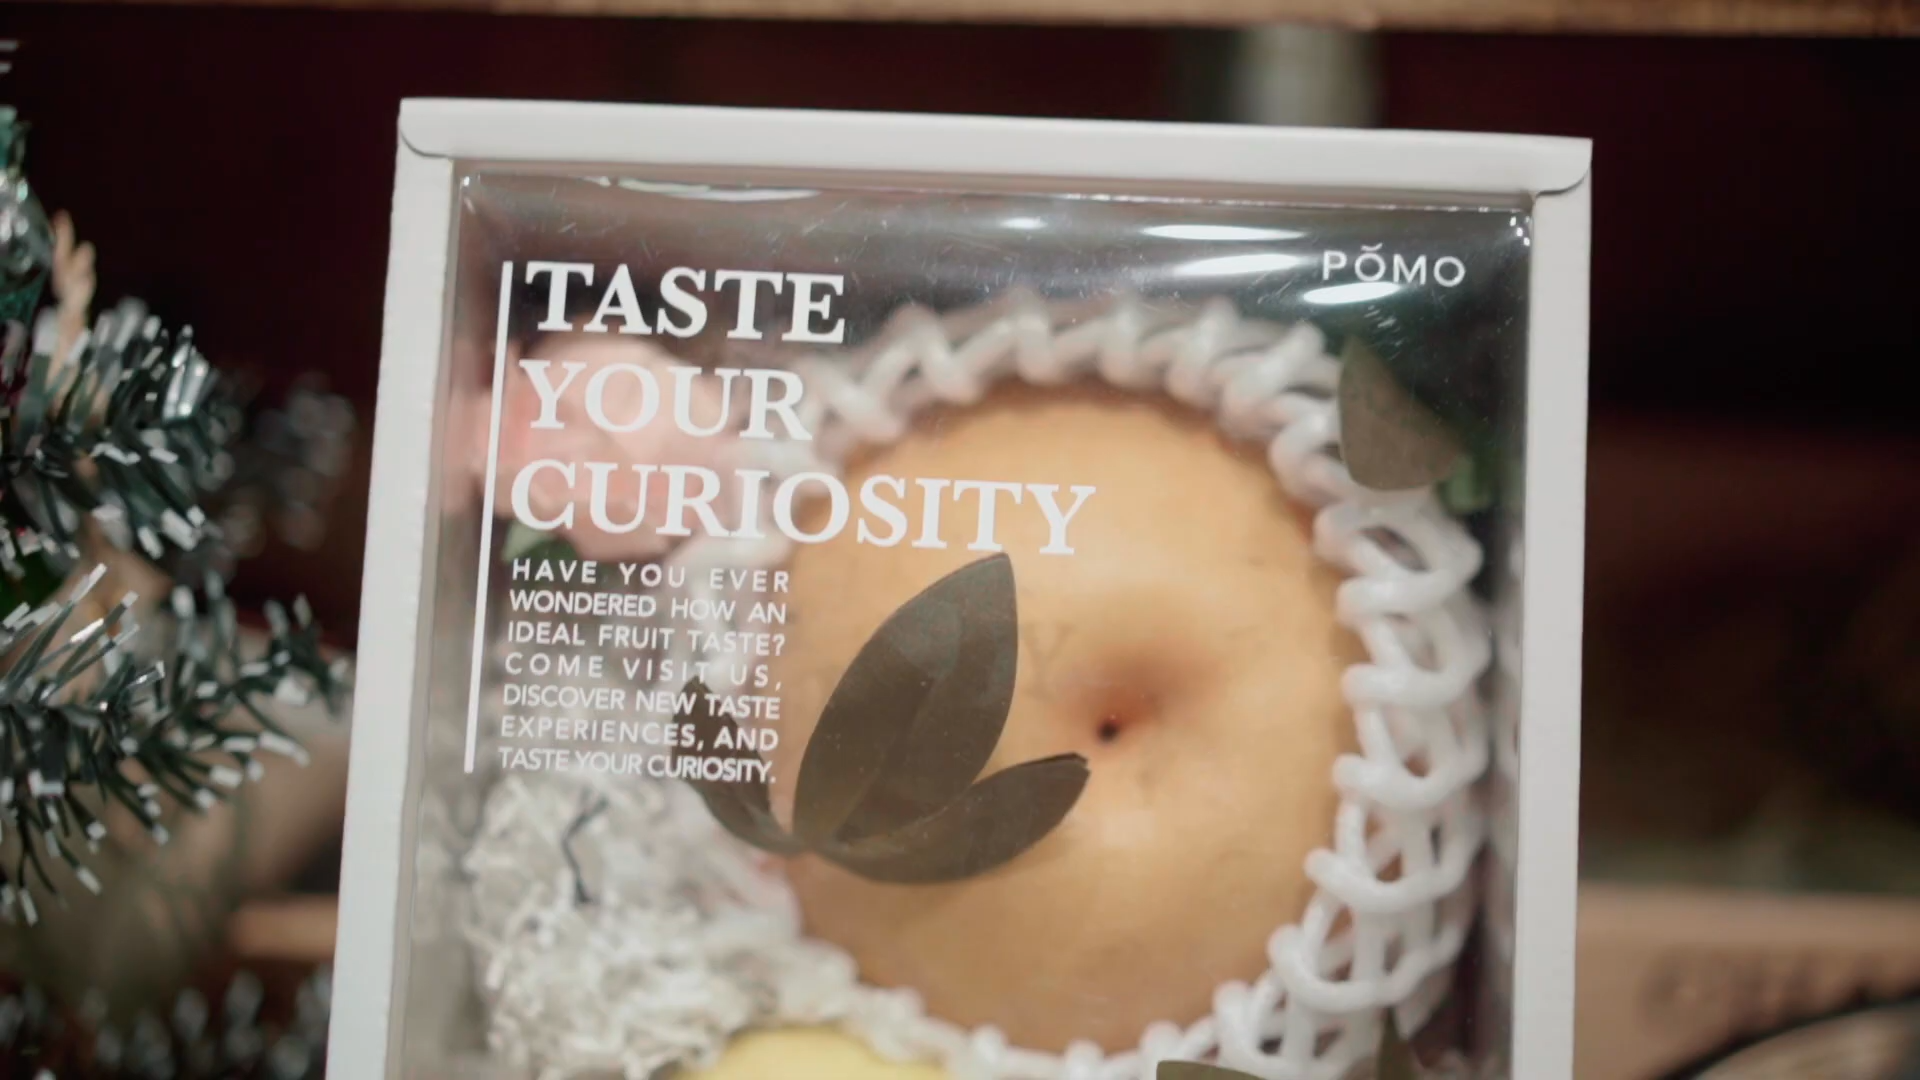 TASTE
YOUR
CURIOSITY
PŎMO
HAVE YOU EVER
WONDERED HOW AN
IDEAL FRUIT TASTE?
COME VISIT US,
DISCOVER NEW TASTE
EXPERIENCES, AND
TASTE YOUR CURIOSITY.